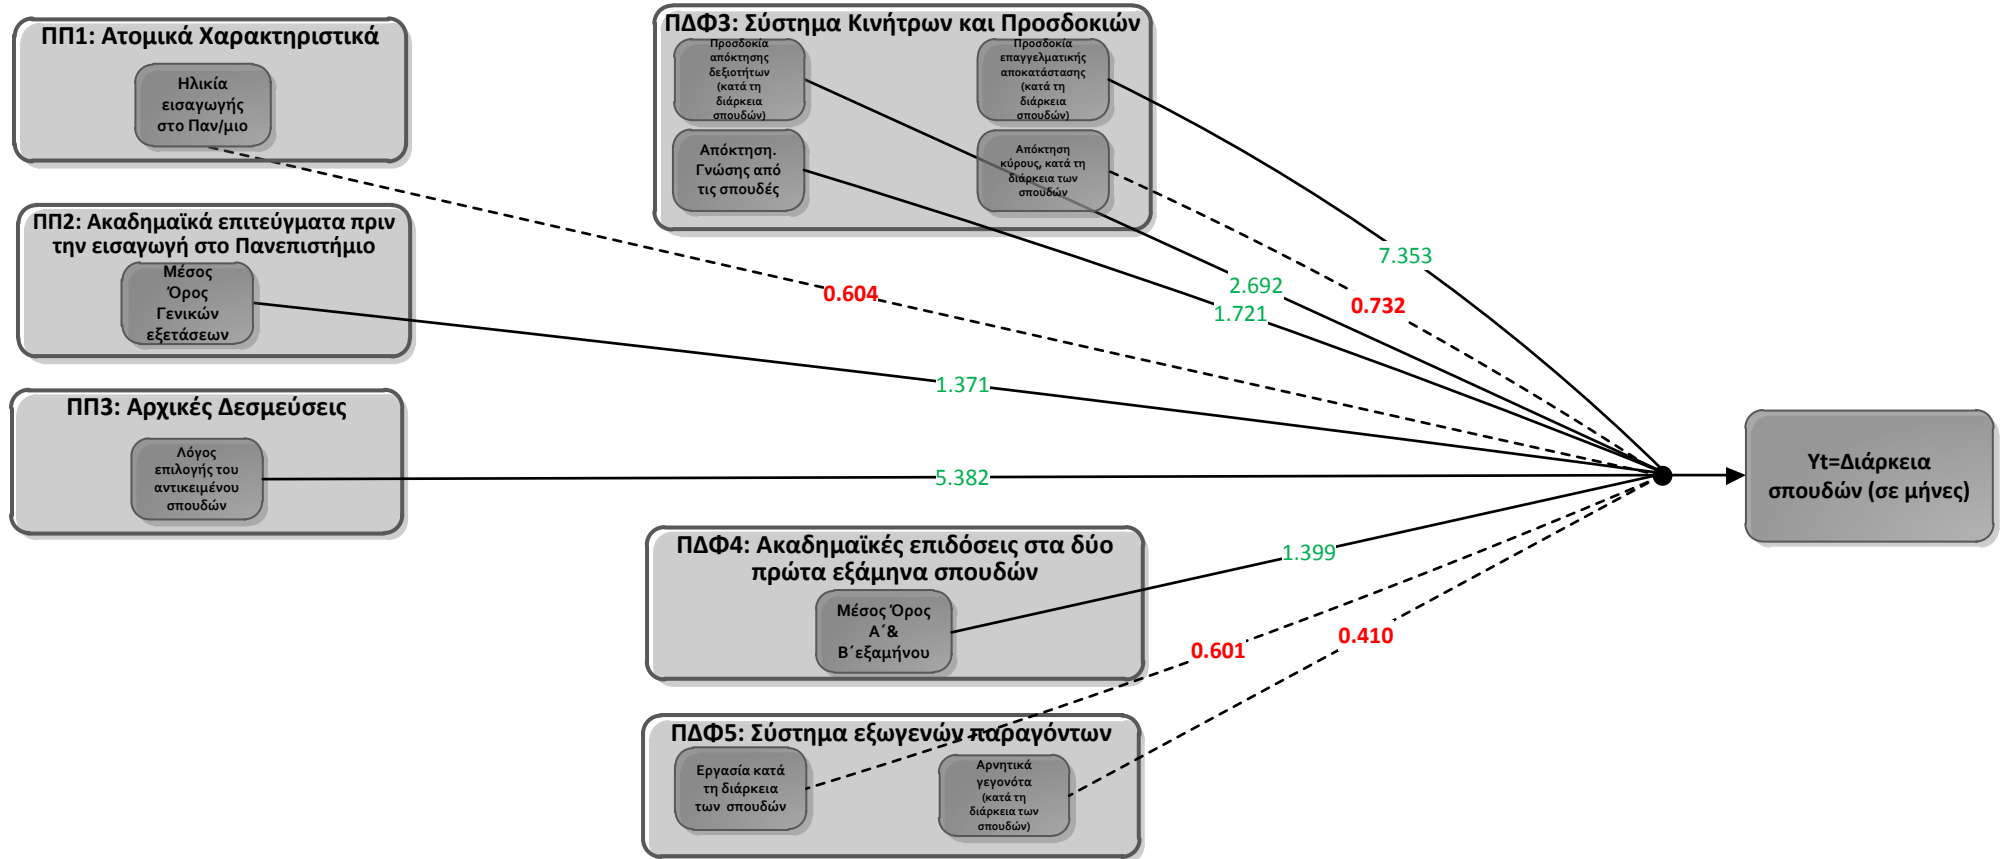 ΠΠ1: Ατομικά Χαρακτηριστικά
Ηλικία
εισαγωγής
στο Παν/μιο
ΠΠ2: Ακαδημαϊκά επιτεύγματα πριν
την εισαγωγή στο Πανεπιστήμιο
Μέσος
Όρος
Γενικών
εξετάσεων
ΠΠ3: Αρχικές Δεσμεύσεις
Λόγος
επιλογής του
αντικειμένου
σπουδών
ΠΔΦ3: Σύστημα Κινήτρων και Προσδοκιών
Προσδοκία
απόκτησης
δεξιοτήτων
(κατά τη
διάρκεια
σπουδών)
Προσδοκία
επαγγελματικής
αποκατάστασης
(κατά τη
διάρκεια
σπουδών)
Απόκτηση.
Γνώσης από
τις σπουδές
Απόκτηση
κύρους, κατά τη
διάρκεια των
σπουδών
7.353
2.692
0.732
1.721
0.604
1.371
5.382
1.399
0.601
0.410
ΠΔΦ4: Ακαδημαϊκές επιδόσεις στα δύο
πρώτα εξάμηνα σπουδών
Μέσος Όρος
Α΄&
Β΄εξαμήνου
ΠΔΦ5: Σύστημα εξωγενών παραγόντων
Εργασία κατά
τη διάρκεια
των σπουδών
Αρνητικά
γεγονότα
(κατά τη
διάρκεια των
σπουδών)
Yt=Διάρκεια
σπουδών (σε μήνες)